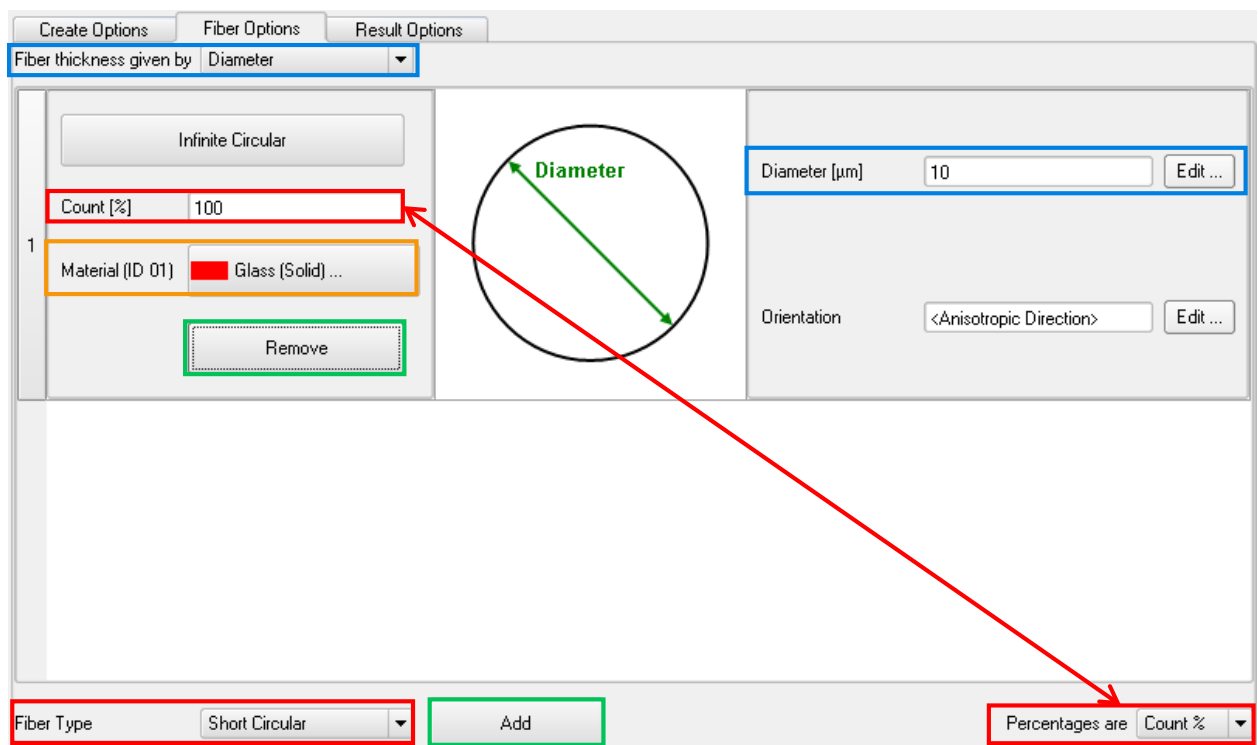 Create Options Fiber Options Result Options
Fiber thickness given by Diameter
Infinite Circular
Count [%] 100
1
Material (ID 01) Glass (Solid) ...
Remove
Diameter
Diameter [µm] 10 Edit ...
Orientation <Anisotropic Direction> Edit ...
Fiber Type Short Circular Add Percentages are Count %